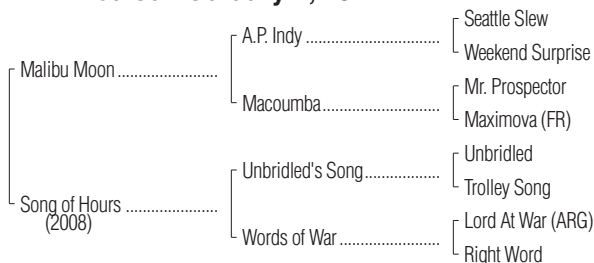 Seattle Slew
A.P. Indy
Weekend Surprise
Malibu Moon
Mr. Prospector
Macoumba
Maximova (FR)
Unbridled
Unbridled's Song
Trolley Song
Song of Hours
(2008)
Lord At War (ARG)
Words of War
Right Word